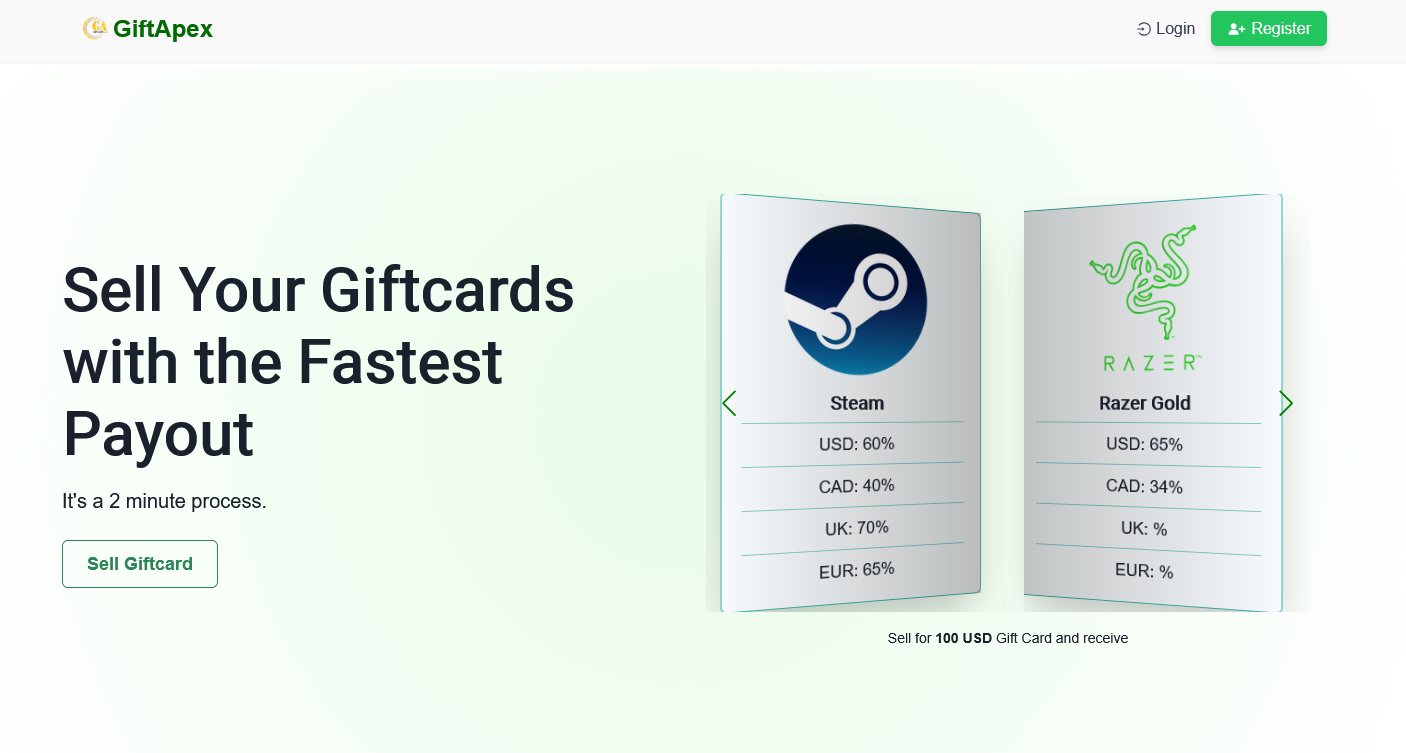 GiftApex
Login
Register
Sell Your Giftcards
with the Fastest
Payout
It's a 2 minute process.
Sell Giftcard
Steam
USD: 60%
CAD: 40%
UK: 70%
EUR: 65%
RAZER
Razer Gold
USD: 65%
CAD: 34%
UK: %
EUR: %
Sell for 100 USD Gift Card and receive